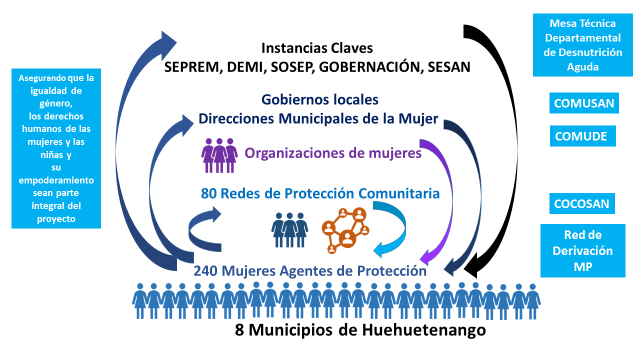 Instancias Claves
SEPREM, DEMI, SOSEP, GOBERNACIÓN, SESAN
Gobiernos locales
Direcciones Municipales de la Mujer
Organizaciones de mujeres
80 Redes de Protección Comunitaria
240 Mujeres Agentes de Protección
8 Municipios de Huehuetenango
Asegurando que la
igualdad de
género,
los derechos
humanos de las
mujeres y las
niñas y
su
empoderamiento
sean parte
integral del
proyecto
Mesa Técnica
Departamental
de Desnutrición
Aguda
COMUSAN
COMUDE
COCOSAN
Red de
Derivación
MP